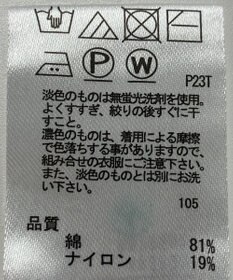 P23T
淡色のものは無蛍光洗剤を使用。
よくすすぎ、絞りの後すぐに干
すこと。
濃色のものは、着用による摩擦
で色落ちする事がありますので、
組み合せの衣服にご注意下さい。
また、淡色のものとは別にお洗
い下さい。
105
品質
綿 81%
ナイロン 19%